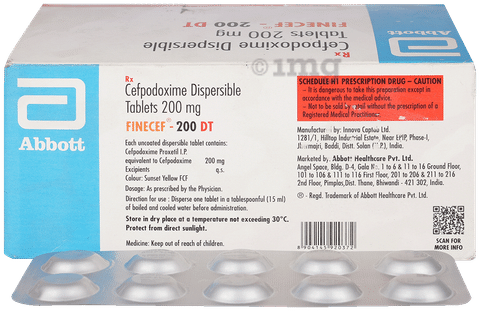 Rx
Cefpodoxime Dispersible
Tablets 200 mg
FINECEF® - 200 DT
Abbott
1mg
Rx
Cefpodoxime Dispersible
Tablets 200 mg
FINECEF® - 200 DT
Abbott
Each uncoated dispersible tablet contains:
Cefpodoxime Proxetil I.P.
equivalent to Cefpodoxime 200 mg
Excipients q.s.
Colour: Sunset Yellow FCF
Dosage: As prescribed by the Physician.
Direction for use : Disperse one tablet in a tablespoonful (15 ml)
of boiled and cooled water before administration.
Store in dry place at a temperature not exceeding 30°C.
Protect from direct sunlight.
Medicine: Keep out of reach of children.
SCHEDULE-H1 PRESCRIPTION DRUG – CAUTION
– It is dangerous to take this preparation except in
accordance with the medical advice.
– Not to be sold by retail without the prescription of a
Registered Medical Practitioner.
by: Innova
1281/1, Hilltop Industrial Estate, Near EPIP, Phase-I,
Baddi, Distt. Solan India.
Marketed by, Abbott Healthcare Pvt. Ltd.
Angel Space, Bldg. D-4, Gala 1 to 6 & 11 to 16 Ground Floor,
101 to 106 & 111 to 116 First Floor, 201 to 206 & 211 to 216
2nd Floor, Pimplas, Dist. Thane, Bhiwandi - 421 302, India.
® - Regd. Trademark of Abbott Healthcare Pvt. Ltd.
8 904145 920372
SCAN FOR
MORE INFO